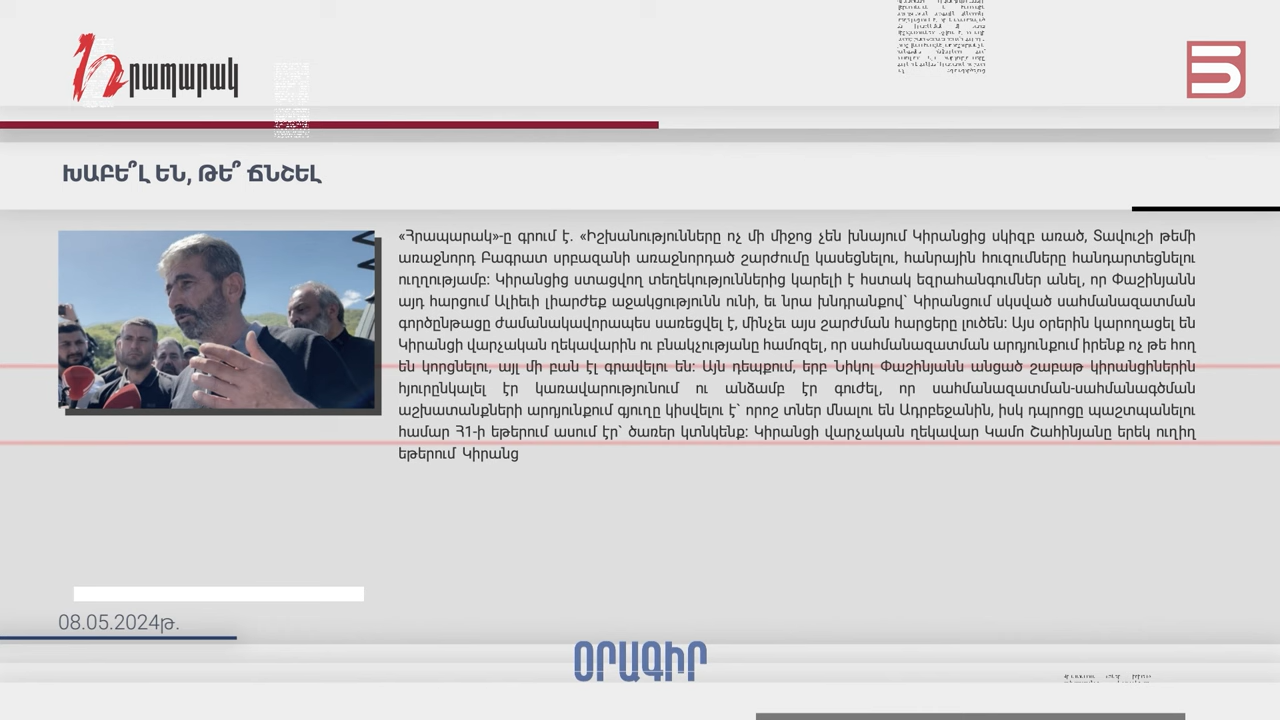 Հրապարակ
ԽԱԲԵ՞Լ ԵՆ, ԹԵ՞ ՃՆՇԵԼ
«Հրապարակ»-ը գրում է. «Իշխանությունները ոչ մի միջոց չեն խնայում Կիրանցից սկիզբ առած, Տավուշի թեմի
առաջնորդ Բագրատ սրբազանի առաջնորդած շարժումը կասեցնելու, հանրային հուզումները հանդարտեցնելու
ուղղությամբ: Կիրանցից ստացվող տեղեկություններից կարելի է հստակ եզրահանգումներ անել, որ Փաշինյանն
այդ հարցում Ալիեւի լիարժեք աջակցությունն ունի, եւ նրա խնդրանքով` Կիրանցում սկսված սահմանազատման
գործընթացը ժամանակավորապես սառեցվել է, մինչեւ այս շարժման հարցերը լուծեն: Այս օրերին կարողացել են
Կիրանցի վարչական ղեկավարին ու բնակչությանը համոզել, որ սահմանազատման արդյունքում իրենք ոչ թե հող
են կորցնելու, այլ մի բան էլ գրավելու են: Այն դեպքում, երբ Նիկոլ Փաշինյանն անցած շաբաթ կիրանցիներին
հյուրընկալել էր կառավարությունում ու անձամբ էր գուժել, որ սահմանազատման-սահմանագծման
աշխատանքների արդյունքում գյուղը կիսվելու է` որոշ տներ մնալու են Ադրբեջանին, իսկ դպրոցը պաշտպանելու
համար Հ1-ի եթերում ասում էր` ծառեր կտնկենք: Կիրանցի վարչական ղեկավար Կամո Շահինյանը երեկ ուղիղ
եթերում Կիրանց
08.05.2024թ.
ՕՐԱԳԻՐ